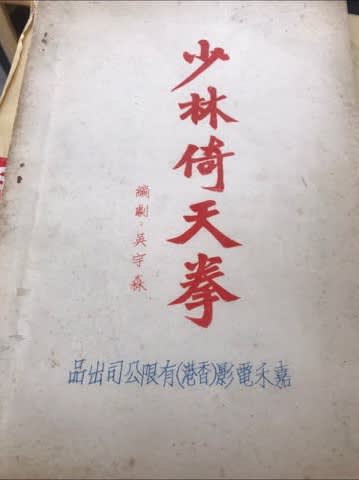 少林倚天拳
編劇：吳宇森
嘉禾電影(香港)有限公司出品